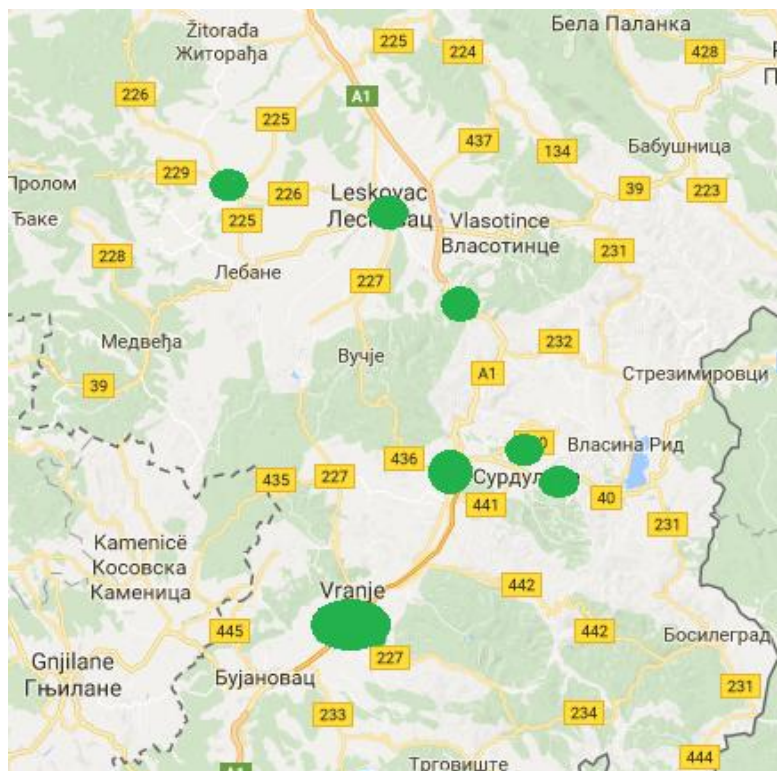 Žitorađa
Житорађа
225
224
Бела Паланка
428
226
A1
225
437
134
Бабушница
Пролом
229
226
Leskovac
39
223
Ђаке
225
Vlasotince
Власотинце
228
Лебане
227
231
Медвеђа
Вучје
232
39
A1
Стрезимировци
436
Власина Рид
435
227
441
40
231
Kamenicë
Косовска
Каменица
Vranje
442
445
442
Босилеград
Gnjilane
Гњилане
227
Бујановац
231
233
234
444
Трговиште
A1